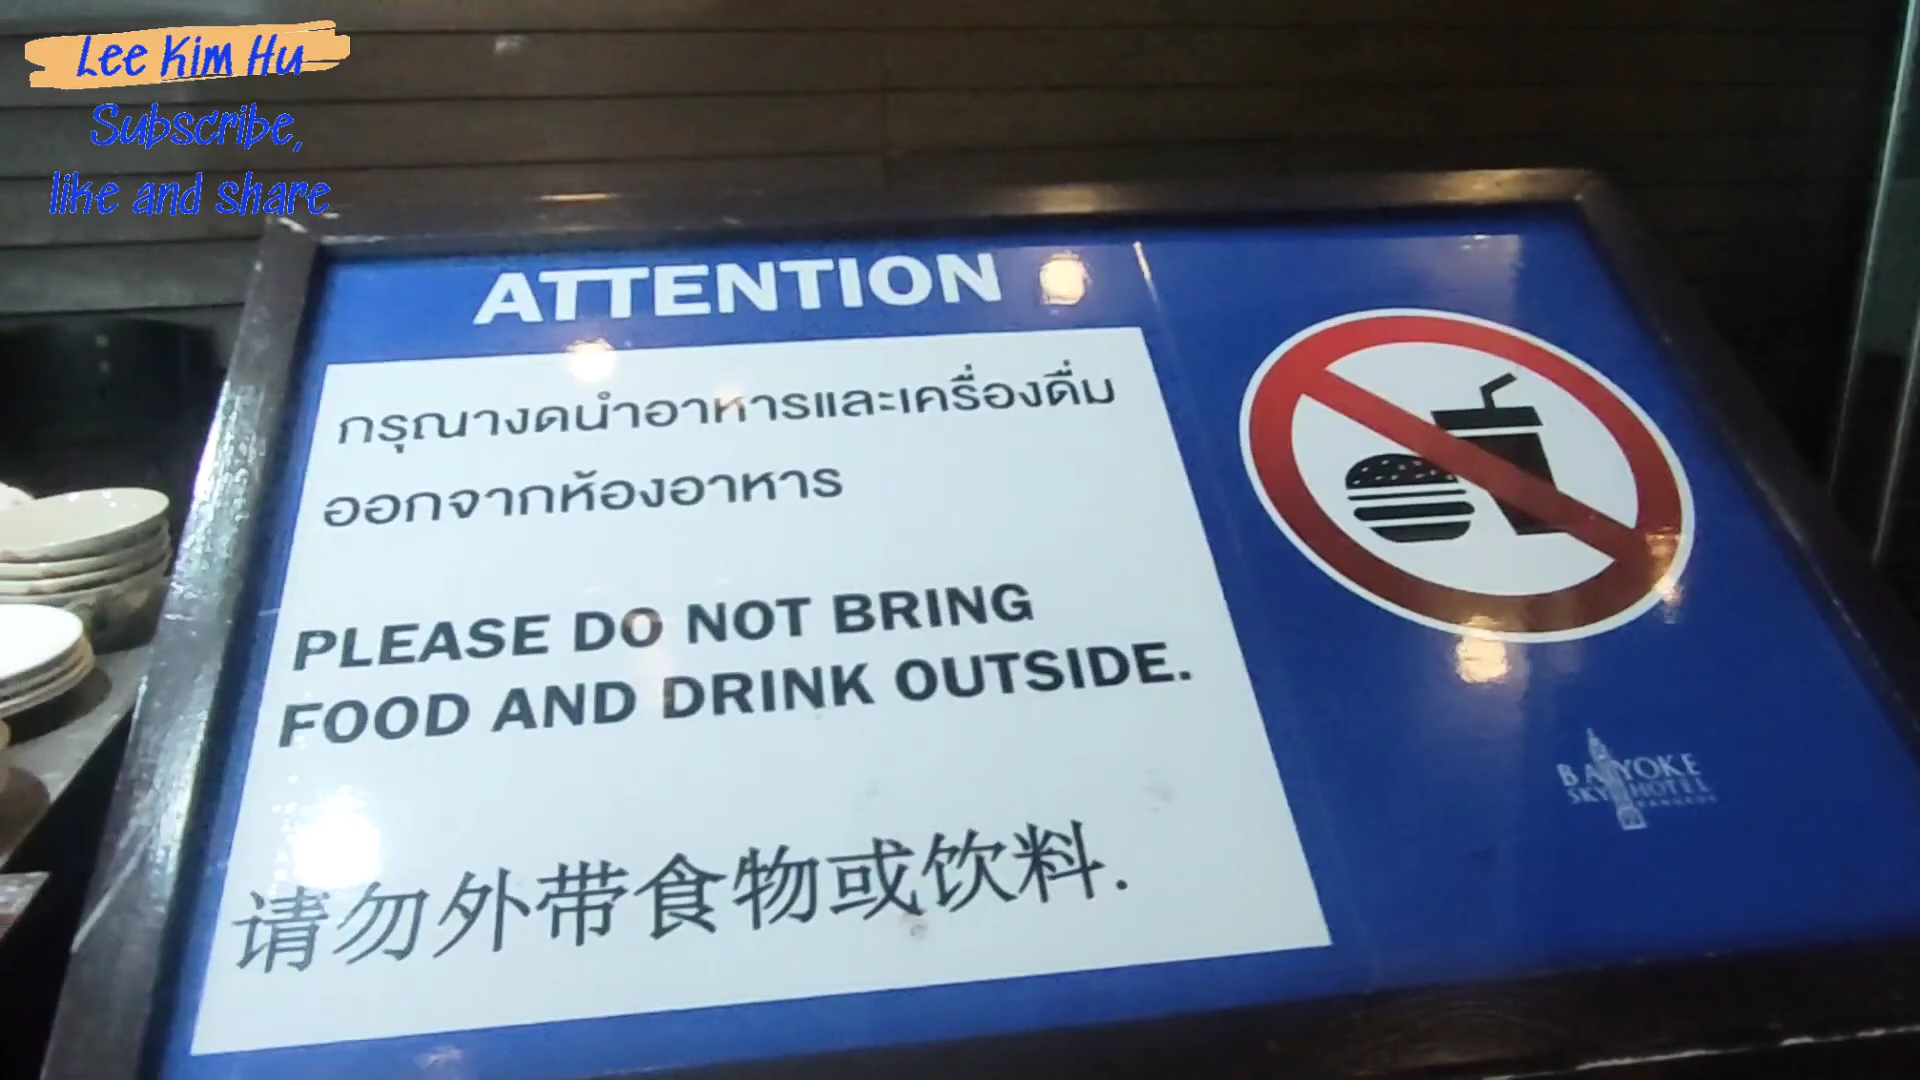 Lee Kim Hu
Subscribe,
like and share
ATTENTION
กรุณางดนำอาหารและเครื่องดื่ม
ออกจากห้องอาหาร
PLEASE DO NOT BRING
FOOD AND DRINK OUTSIDE.
请勿外带食物或饮料.
BAIYOKE
SKY HOTEL
BANGKOK